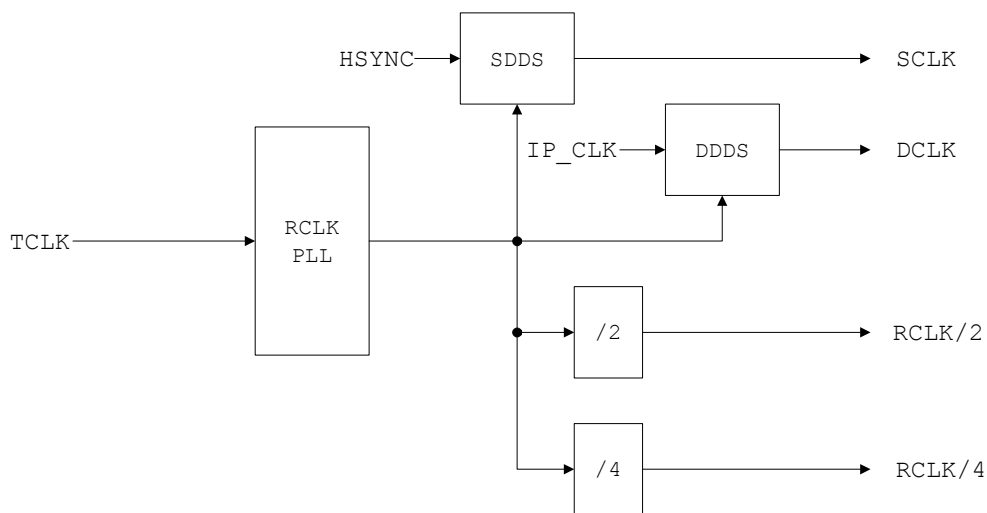 HSYNC
SDDS
SCLK
IP_CLK
DDDS
DCLK
TCLK
RCLK
PLL
/2
RCLK/2
/4
RCLK/4